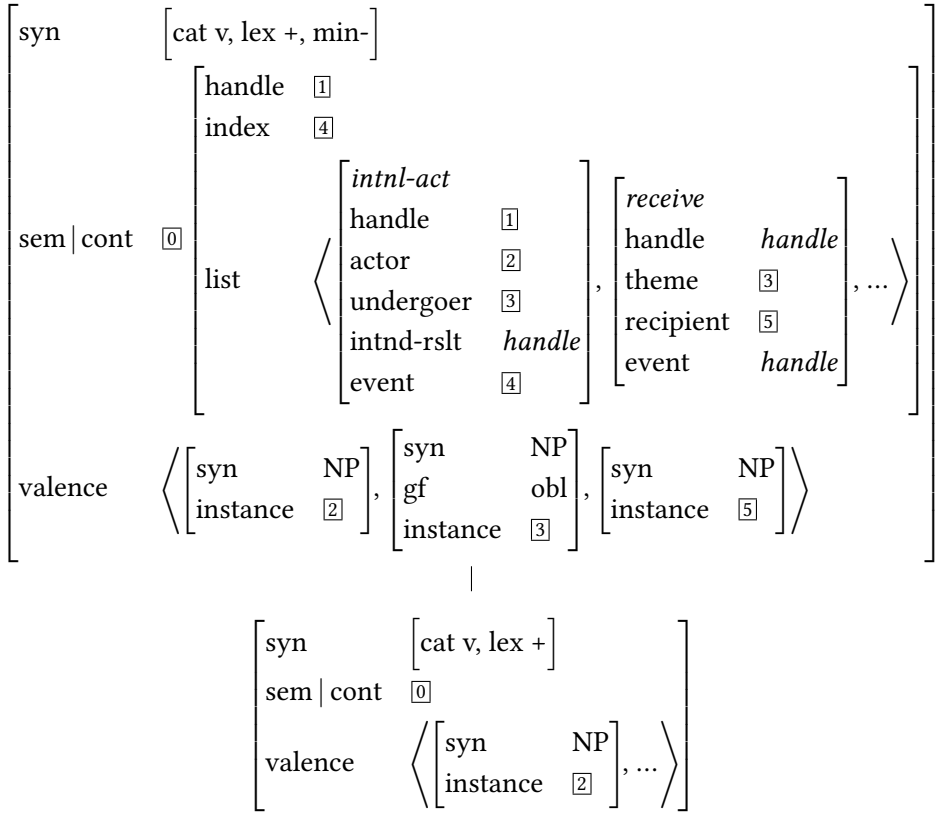 syn [cat v, lex +, min-]
handle 1
index 4
intnl-act
handle 1
actor 2
undergoer 3
intnd-rslt handle
event 4
receive
handle handle
theme 3
recipient 5
event handle
sem | cont 0 list ⟨ , , ... ⟩
valence ⟨[syn NP instance 2], [syn NP gf obl instance 3], [syn NP instance 5]⟩
syn [cat v, lex +]
sem | cont 0
valence ⟨[syn NP instance 2], ...⟩